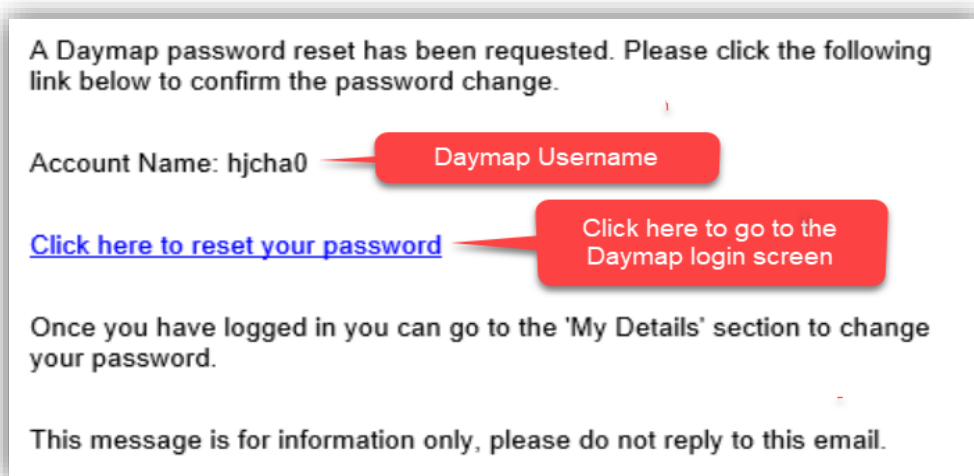 A Daymap password reset has been requested. Please click the following
link below to confirm the password change.
Account Name: hjcha0
Daymap Username
Click here to reset your password
Click here to go to the
Daymap login screen
Once you have logged in you can go to the 'My Details' section to change
your password.
This message is for information only, please do not reply to this email.